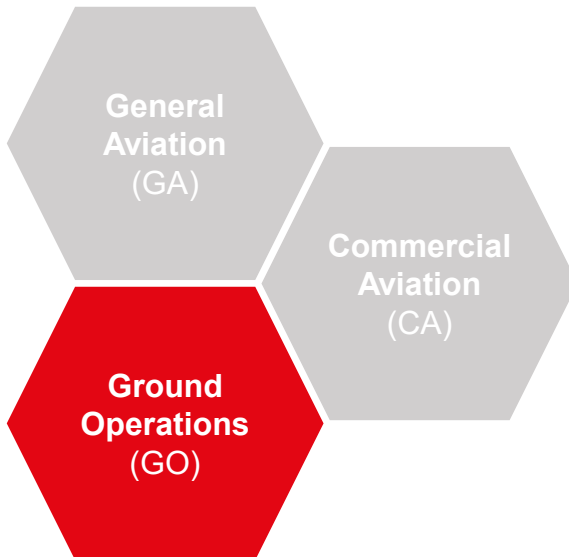 General
Aviation
(GA)
Commercial
Aviation
(CA)
Ground
Operations
(GO)